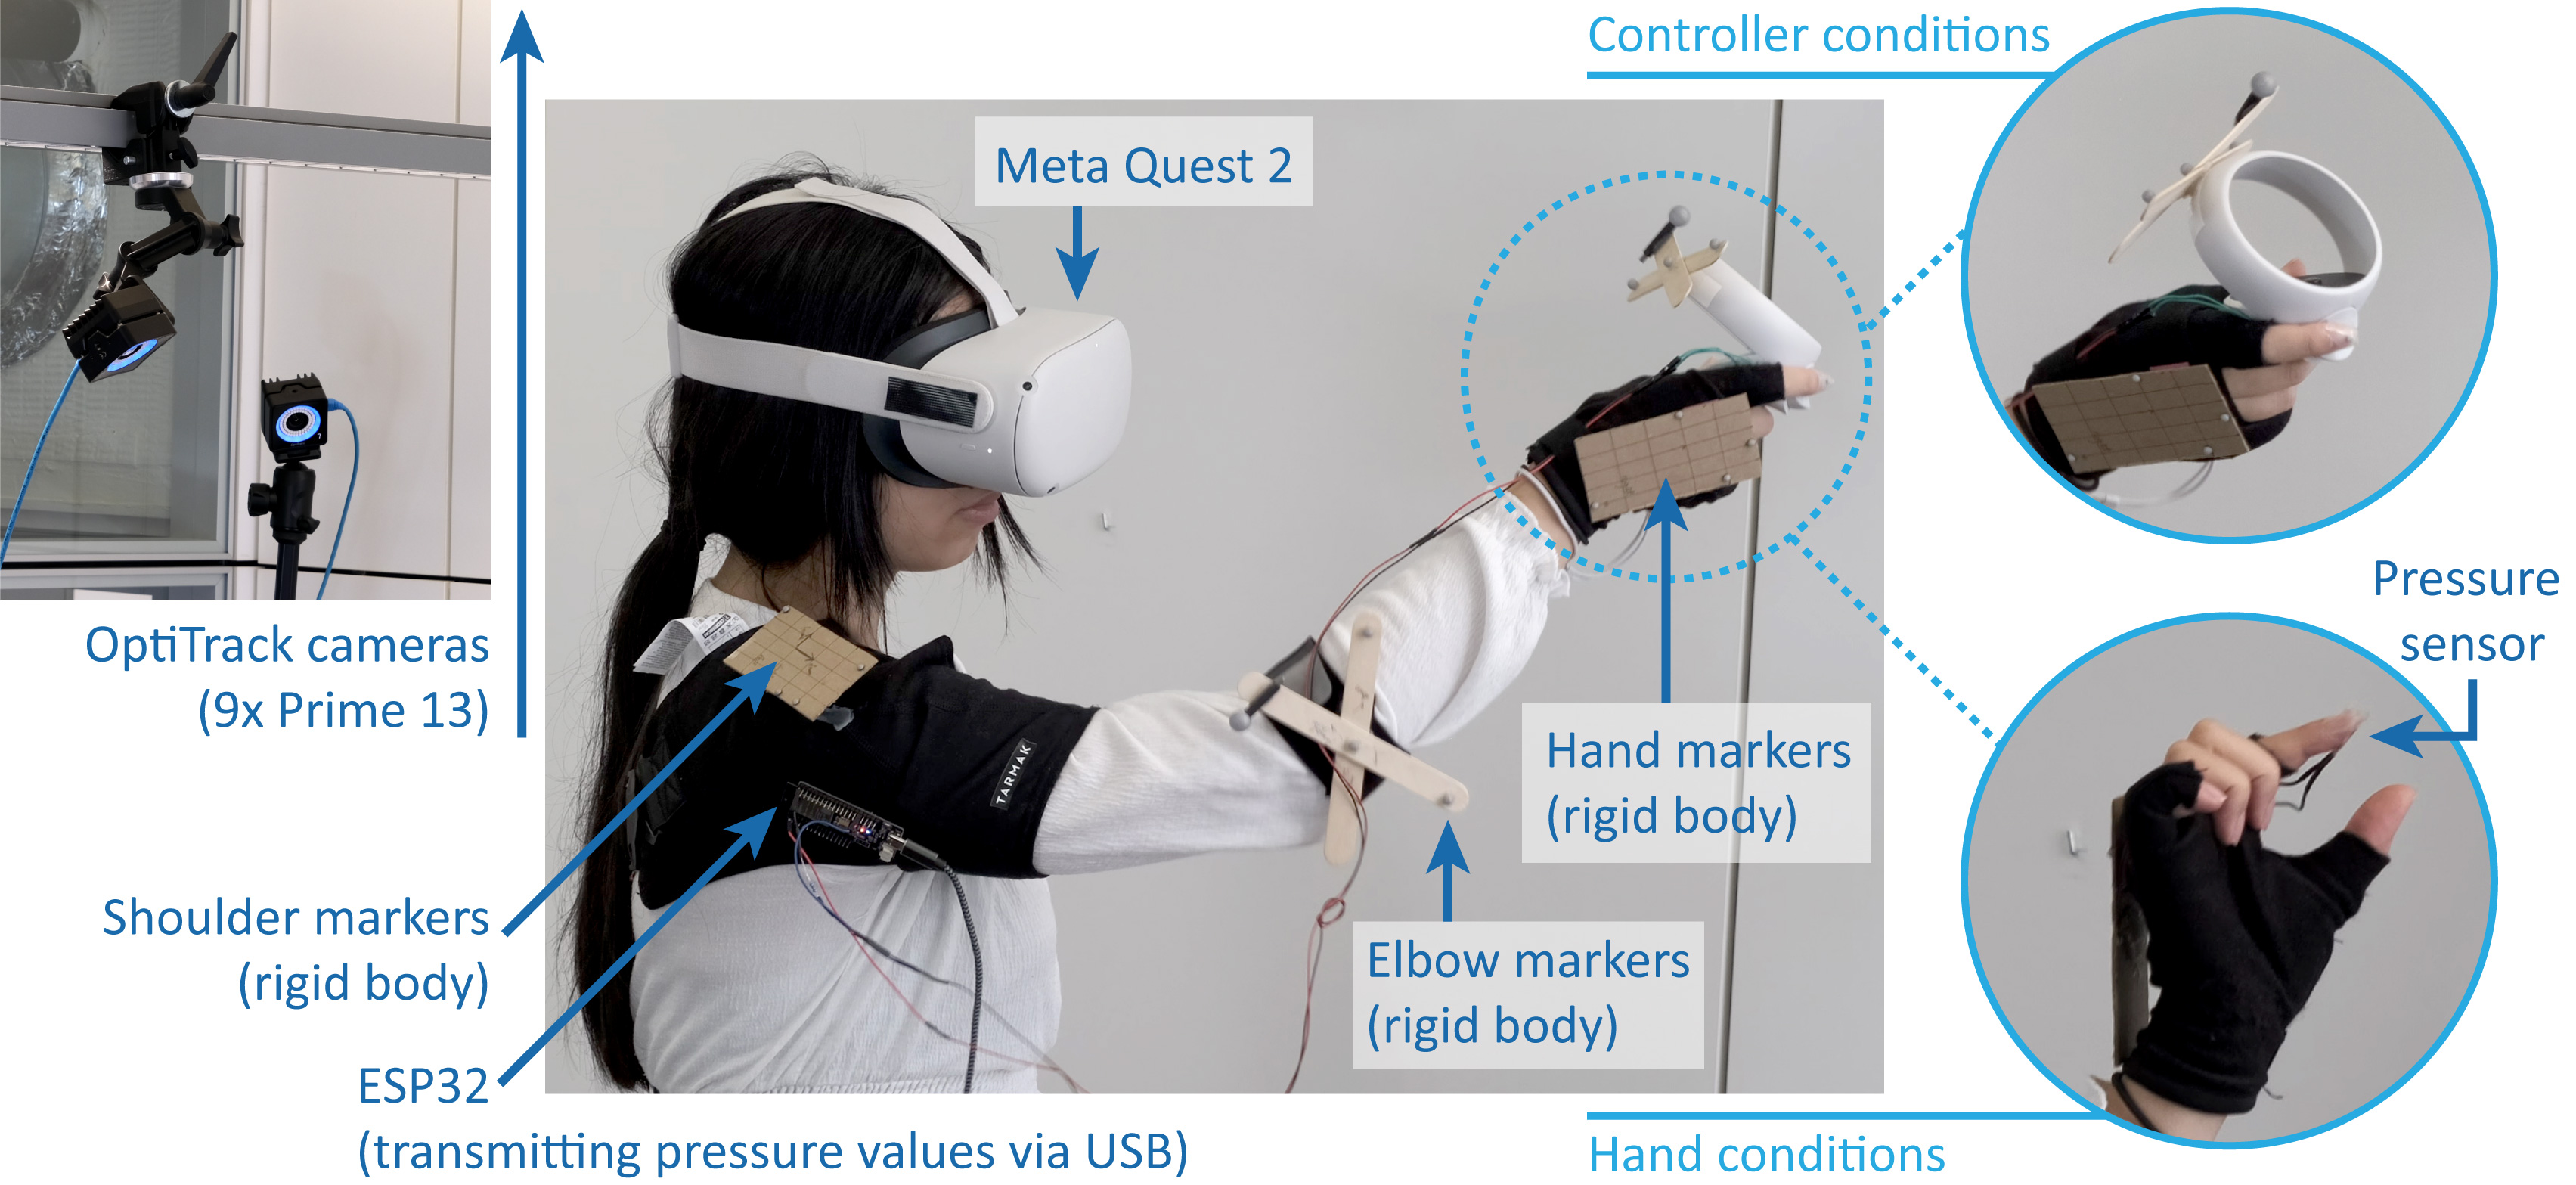 Controller conditions
Meta Quest 2
OptiTrack cameras
(9x Prime 13)
Pressure
sensor
Hand markers
(rigid body)
TARMAK
Shoulder markers
(rigid body)
Elbow markers
(rigid body)
ESP32
(transmitting pressure values via USB)
Hand conditions
7